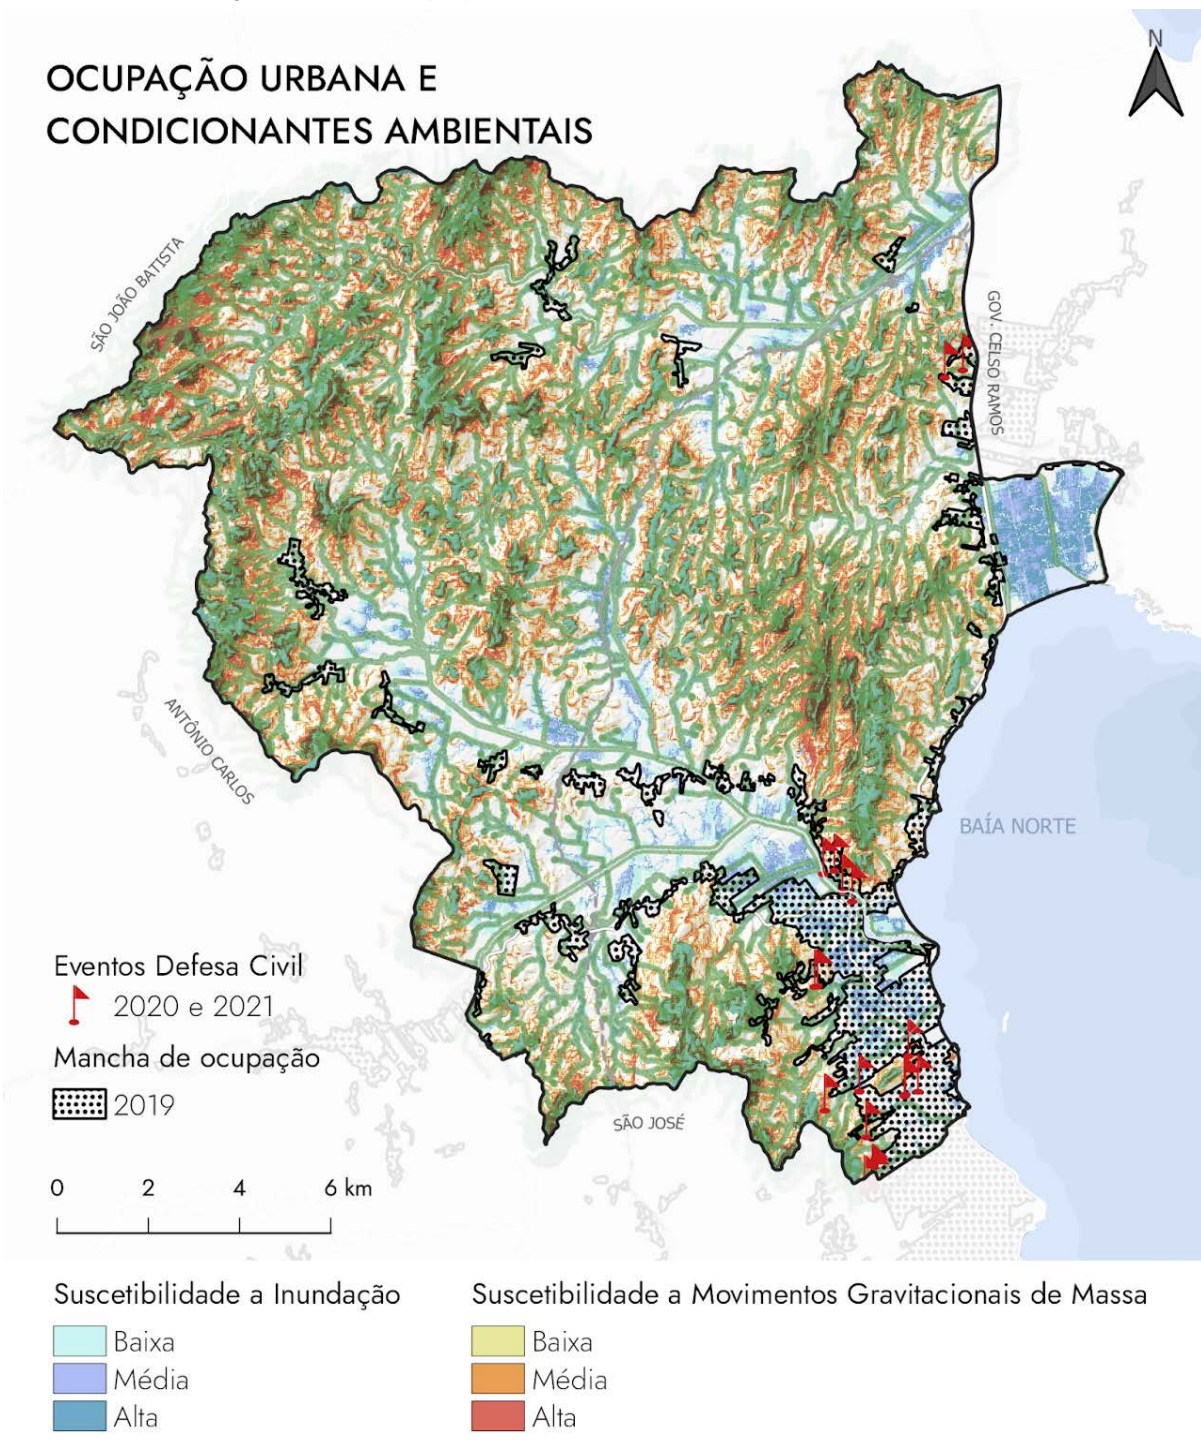 OCUPAÇÃO URBANA E
CONDICIONANTES AMBIENTAIS
N
SÃO JOÃO BATISTA
GOV. CELSO RAMOS
ANTÔNIO CARLOS
BAÍA NORTE
SÃO JOSÉ
Eventos Defesa Civil
2020 e 2021
Mancha de ocupação
2019
0 2 4 6 km
Suscetibilidade a Inundação
Baixa
Média
Alta
Suscetibilidade a Movimentos Gravitacionais de Massa
Baixa
Média
Alta